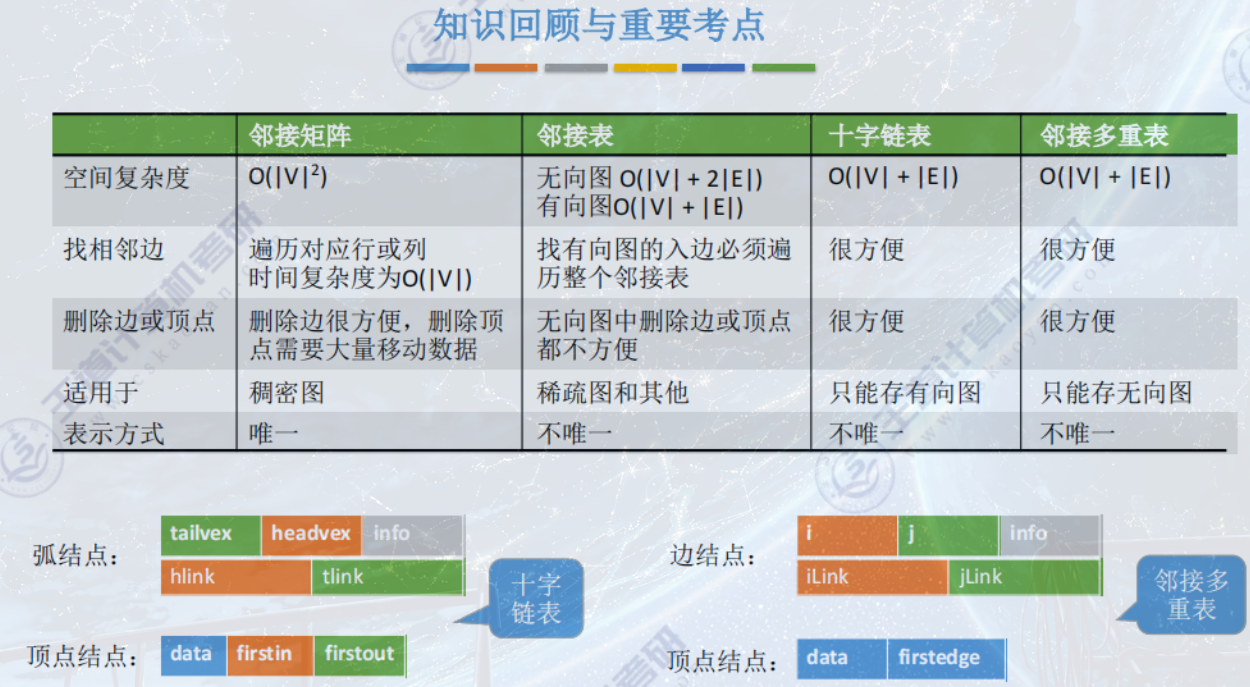 知识回顾与重要考点
邻接矩阵 邻接表 十字链表 邻接多重表
空间复杂度 O(|V|²) 无向图 O(|V| + 2|E|) O(|V| + |E|) O(|V| + |E|)
有向图O(|V| + |E|)
找相邻边 遍历对应行或列 找有向图的入边必须遍 很方便 很方便
时间复杂度为O(|V|) 历整个邻接表
删除边或顶点 删除边很方便，删除顶 无向图中删除边或顶点 很方便 很方便
点需要大量移动数据 都不方便
适用于 稠密图 稀疏图和其他 只能存有向图 只能存无向图
表示方式 唯一 不唯一 不唯一 不唯一
弧结点：
tailvex headvex info
hlink tlink
十字
链表
顶点结点：
data firstin firstout
边结点：
i j info
iLink jLink
邻接多
重表
顶点结点：
data firstedge
王道计算机考研